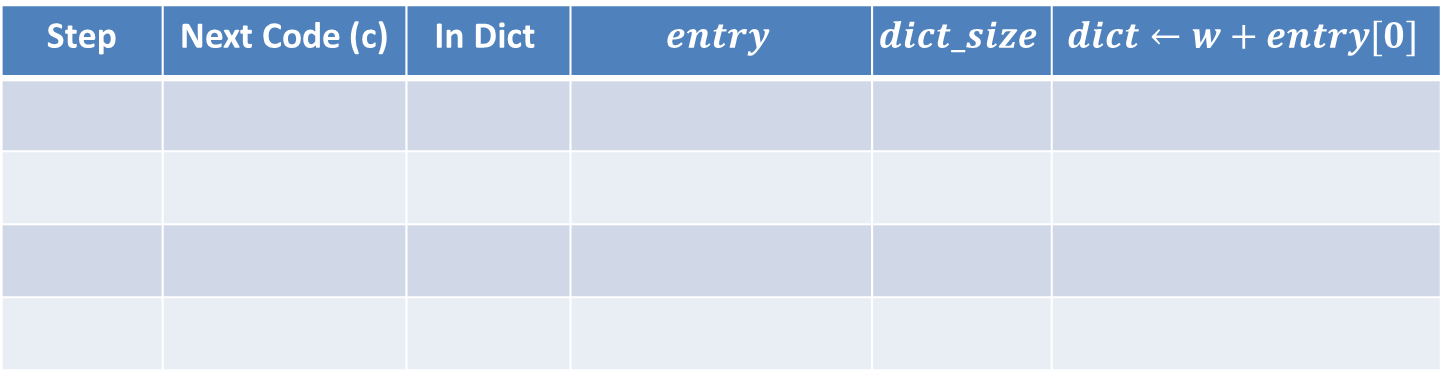 Step Next Code (c) In Dict entry dict_size dict ← w + entry[0]